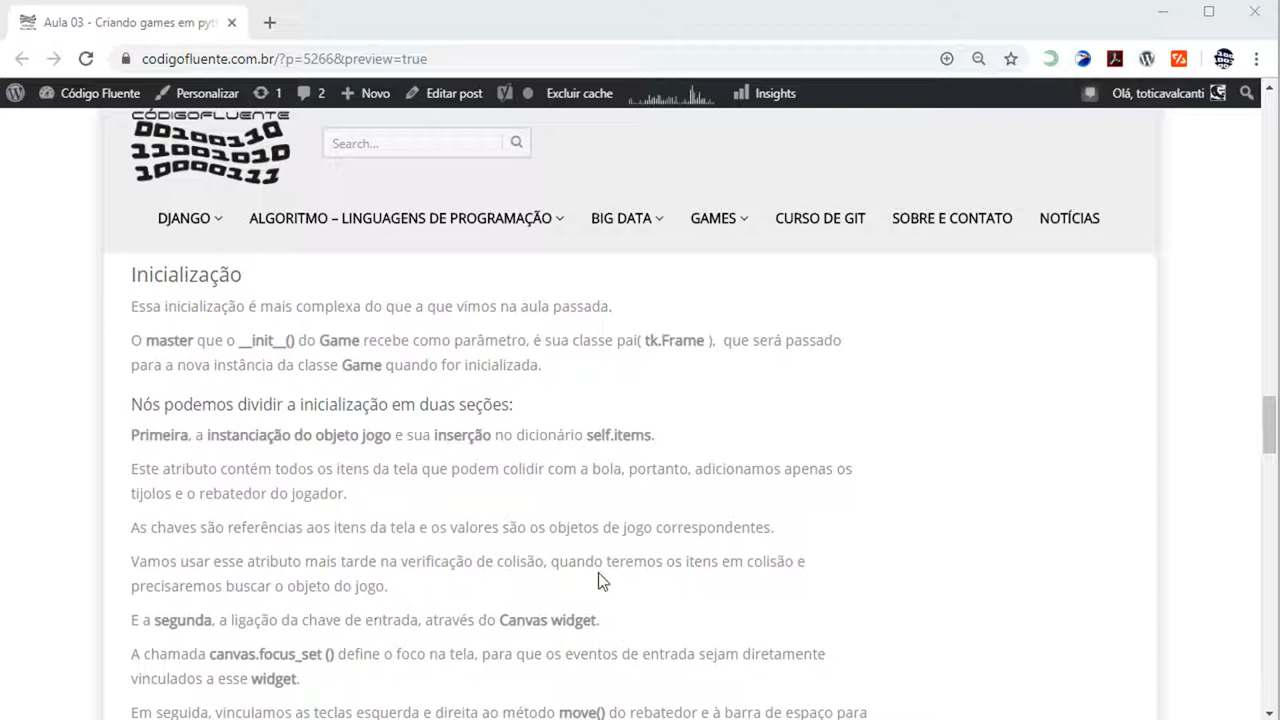 Aula 03 - Criando games em pyt
codigofluente.com.br/?p=5266&preview=true
Código Fluente Personalizar 1 2 Novo Editar post Excluir cache Insights Olá, toticavalcanti
CÓDIGOFLUENTE
00100110
11001010
10000111
Search...
DJANGO ALGORITMO – LINGUAGENS DE PROGRAMAÇÃO BIG DATA GAMES CURSO DE GIT SOBRE E CONTATO NOTÍCIAS
Inicialização
Essa inicialização é mais complexa do que a que vimos na aula passada.
O master que o __init__() do Game recebe como parâmetro, é sua classe pai( tk.Frame ), que será passado
para a nova instância da classe Game quando for inicializada.
Nós podemos dividir a inicialização em duas seções:
Primeira, a instanciação do objeto jogo e sua inserção no dicionário self.items.
Este atributo contém todos os itens da tela que podem colidir com a bola, portanto, adicionamos apenas os
tijolos e o rebatedor do jogador.
As chaves são referências aos itens da tela e os valores são os objetos de jogo correspondentes.
Vamos usar esse atributo mais tarde na verificação de colisão, quando teremos os itens em colisão e
precisaremos buscar o objeto do jogo.
E a segunda, a ligação da chave de entrada, através do Canvas widget.
A chamada canvas.focus_set () define o foco na tela, para que os eventos de entrada sejam diretamente
vinculados a esse widget.
Em seguida, vinculamos as teclas esquerda e direita ao método move() do rebatedor e à barra de espaço para